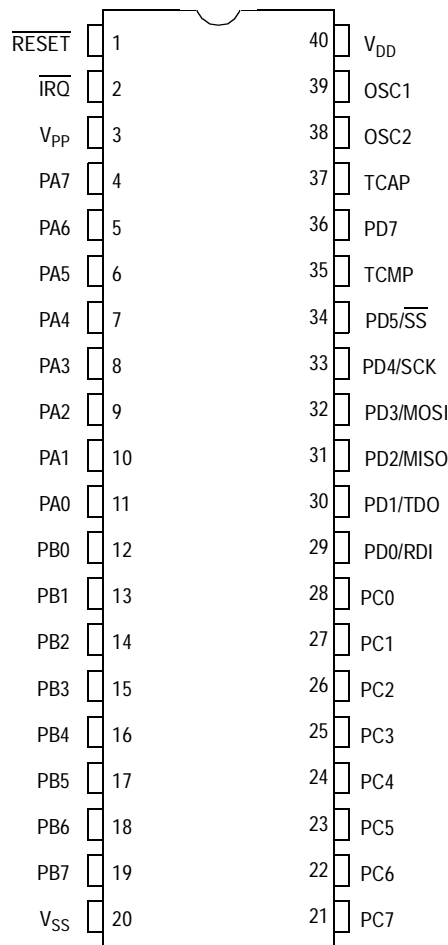 RESET 1 40 VDD
IRQ 2 39 OSC1
VPP 3 38 OSC2
PA7 4 37 TCAP
PA6 5 36 PD7
PA5 6 35 TCMP
PA4 7 34 PD5/SS
PA3 8 33 PD4/SCK
PA2 9 32 PD3/MOSI
PA1 10 31 PD2/MISO
PA0 11 30 PD1/TDO
PB0 12 29 PD0/RDI
PB1 13 28 PC0
PB2 14 27 PC1
PB3 15 26 PC2
PB4 16 25 PC3
PB5 17 24 PC4
PB6 18 23 PC5
PB7 19 22 PC6
VSS 20 21 PC7